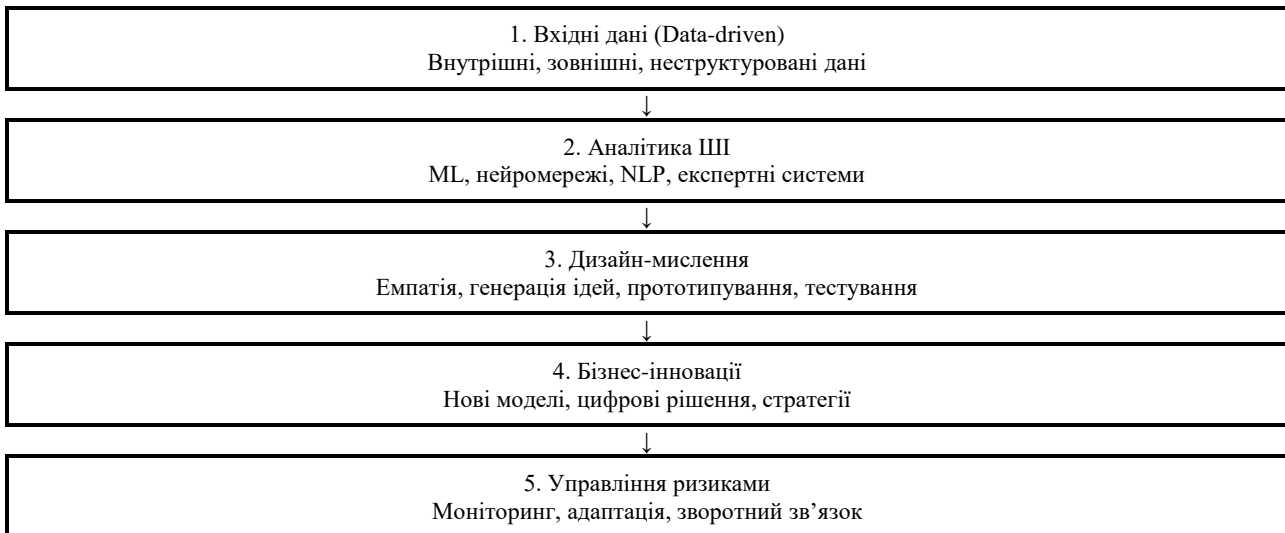 1. Вхідні дані (Data-driven)
Внутрішні, зовнішні, неструктуровані дані
↓
2. Аналітика ШІ
ML, нейромережі, NLP, експертні системи
↓
3. Дизайн-мислення
Емпатія, генерація ідей, прототипування, тестування
↓
4. Бізнес-інновації
Нові моделі, цифрові рішення, стратегії
↓
5. Управління ризиками
Моніторинг, адаптація, зворотний зв’язок